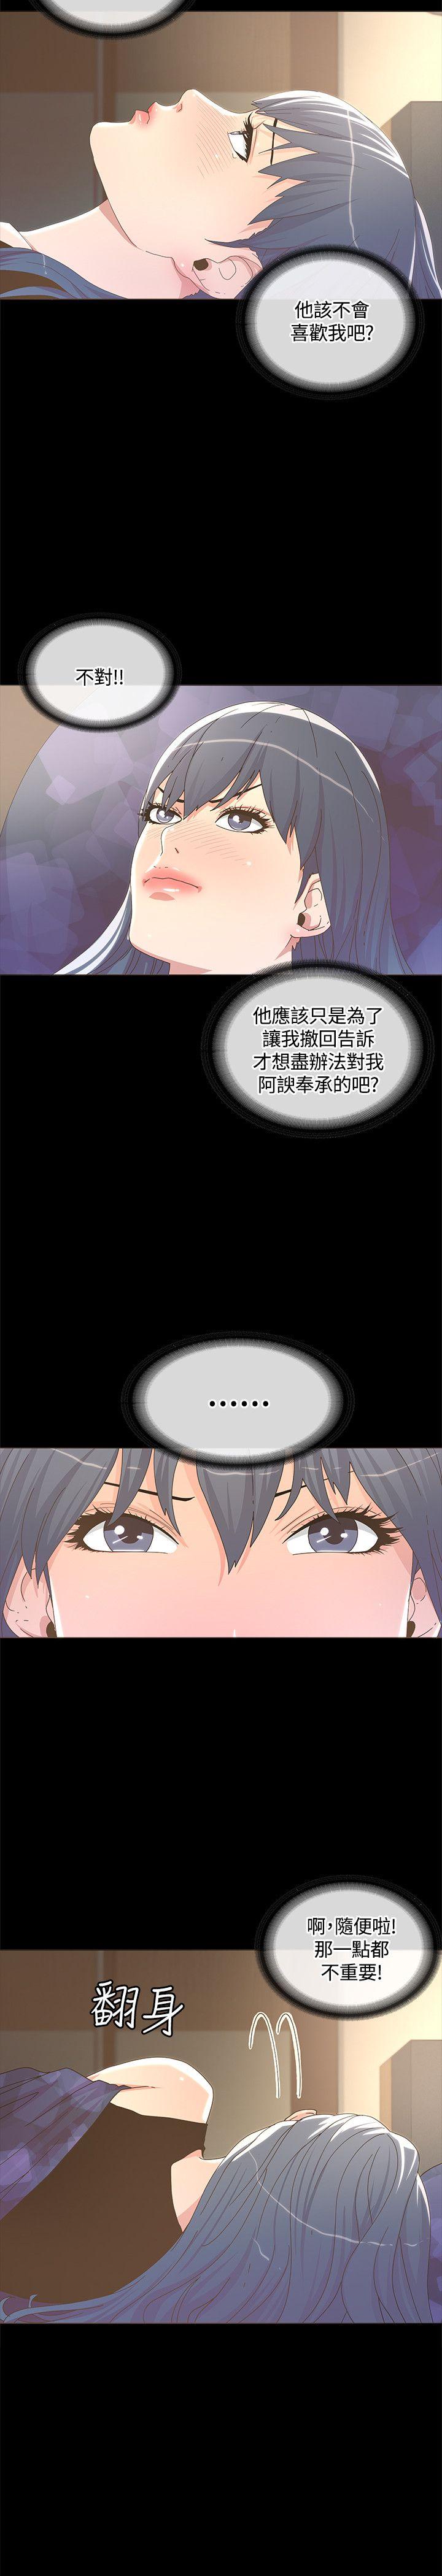 他該不會
喜歡我吧?
不對!!
他應該只是為了
讓我撤回告訴
才想盡辦法對我
阿諛奉承的吧?
……
啊，隨便啦!
那一點都
不重要!
翻身